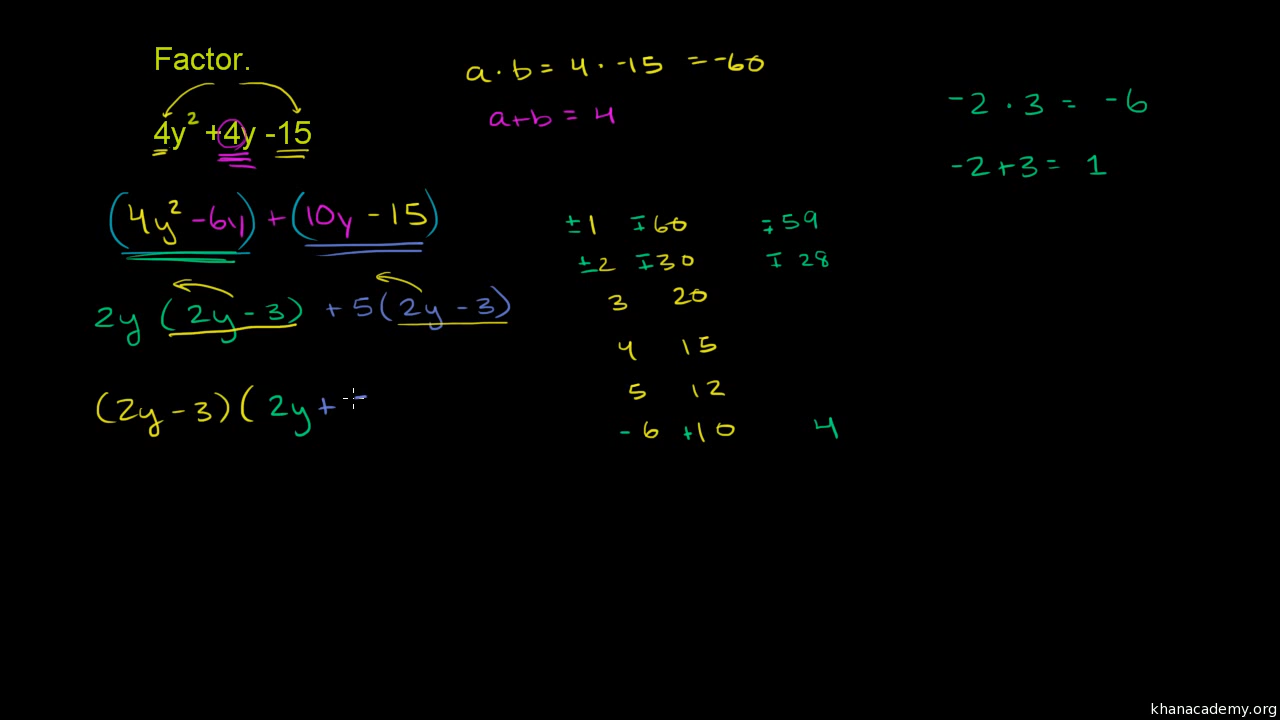 Factor.
4y² +4y -15
(4y² -6y) + (10y - 15)
2y (2y - 3) + 5(2y - 3)
(2y - 3)( 2y +
a · b = 4 · -15 = -60
a+b = 4
± 1 ∓60 ∓59
± 2 ∓30 ∓ 28
3 20
4 15
5 12
- 6 +10 4
-2 · 3 = -6
-2 + 3 = 1
khanacademy.org